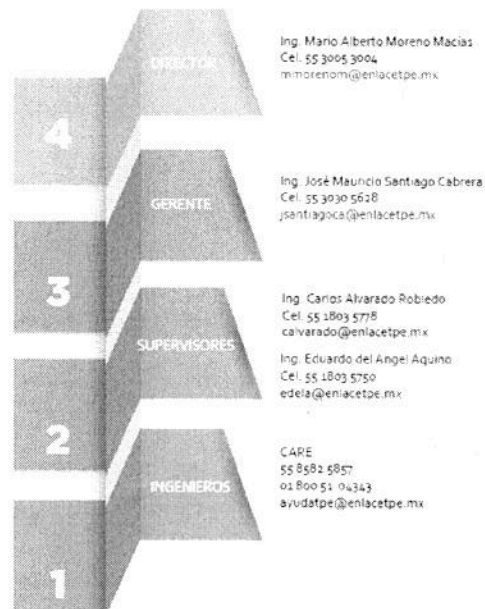 4
DIRECTOR
Ing. Mario Alberto Moreno Macias
Cel. 55 3005 3004
mmorenom@enlacetpe.mx
3
GERENTE
Ing. José Mauricio Santiago Cabrera
Cel. 55 3030 5628
jsantiagoca@enlacetpe.mx
2
SUPERVISORES
Ing. Carlos Alvarado Robledo
Cel. 55 1803 5778
calvarado@enlacetpe.mx
Ing. Eduardo del Angel Aquino
Cel. 55 1803 5750
edela@enlacetpe.mx
1
INGENIEROS
CARE
55 8582 5857
01 800 51 04343
ayudatpe@enlacetpe.mx